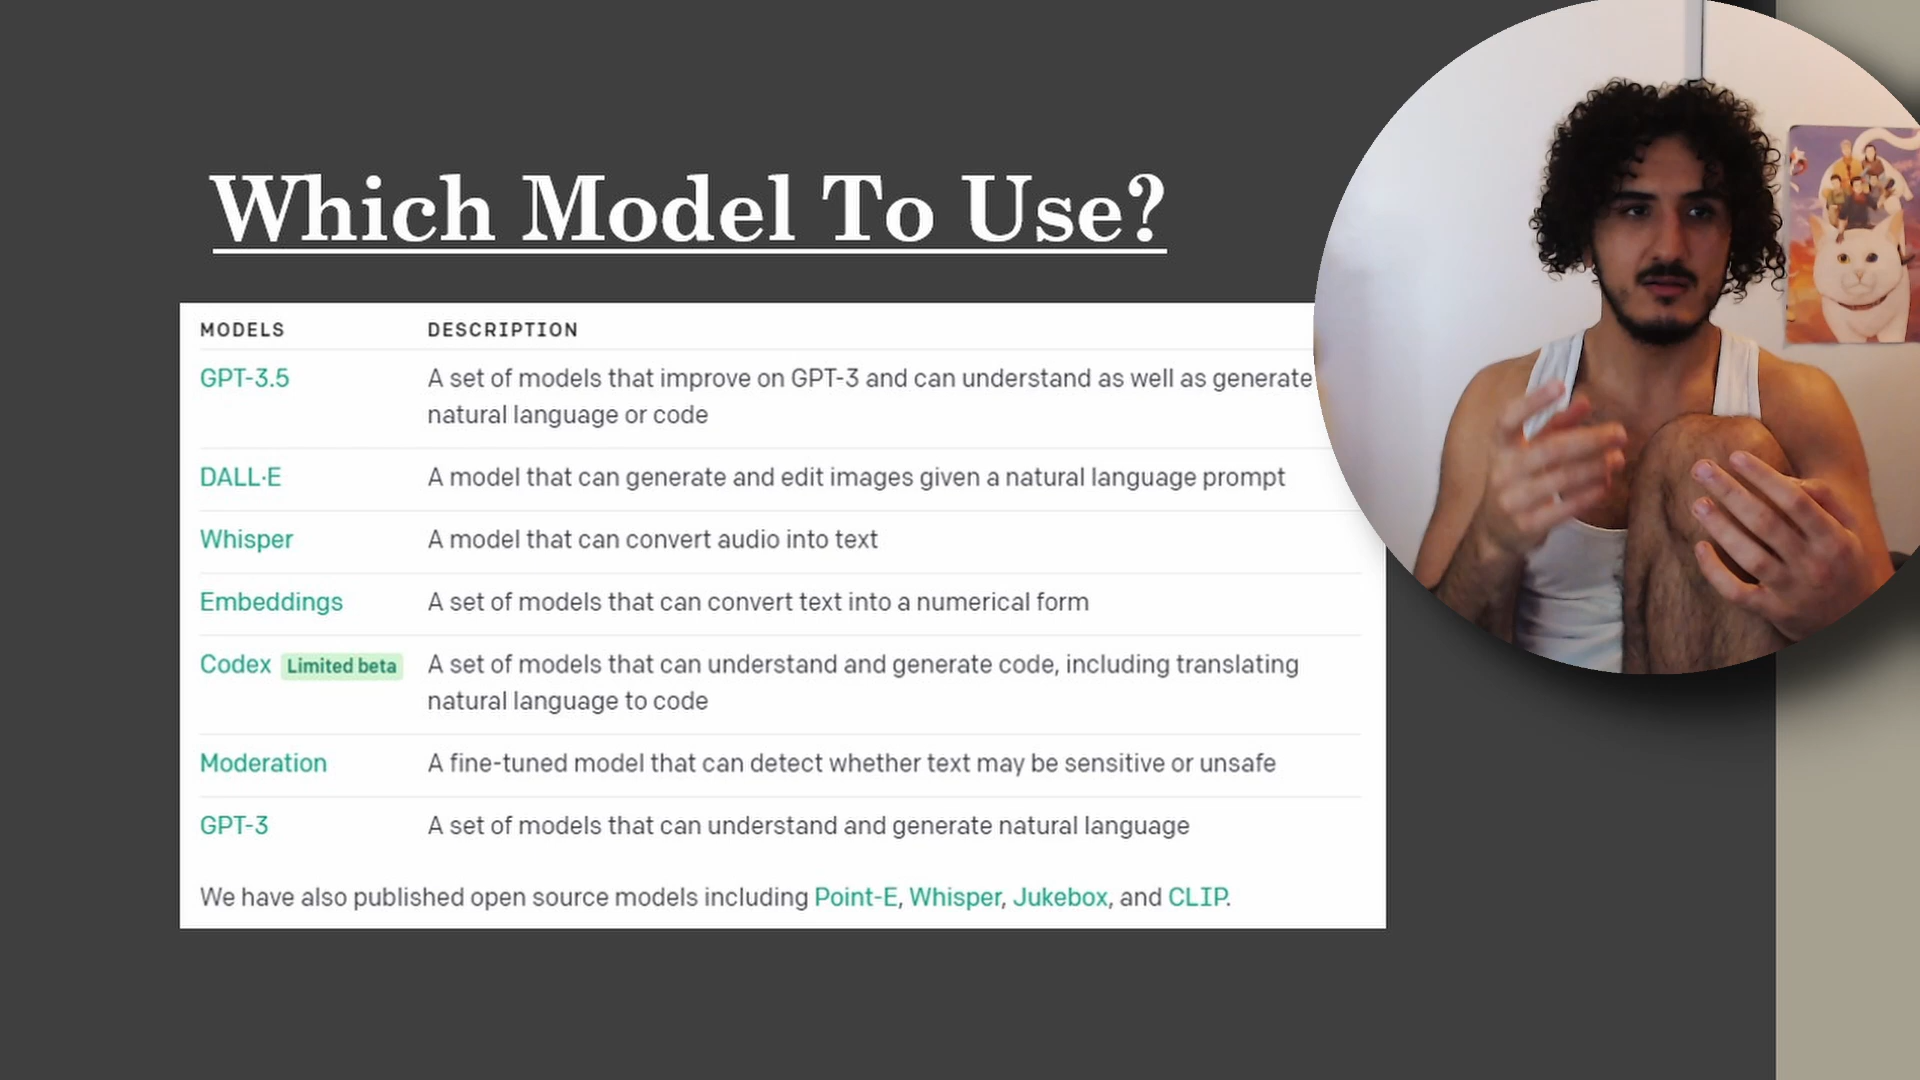 Which Model To Use?
MODELS DESCRIPTION
GPT-3.5 A set of models that improve on GPT-3 and can understand as well as generate
natural language or code
DALL·E A model that can generate and edit images given a natural language prompt
Whisper A model that can convert audio into text
Embeddings A set of models that can convert text into a numerical form
Codex Limited beta A set of models that can understand and generate code, including translating
natural language to code
Moderation A fine-tuned model that can detect whether text may be sensitive or unsafe
GPT-3 A set of models that can understand and generate natural language
We have also published open source models including Point-E, Whisper, Jukebox, and CLIP.